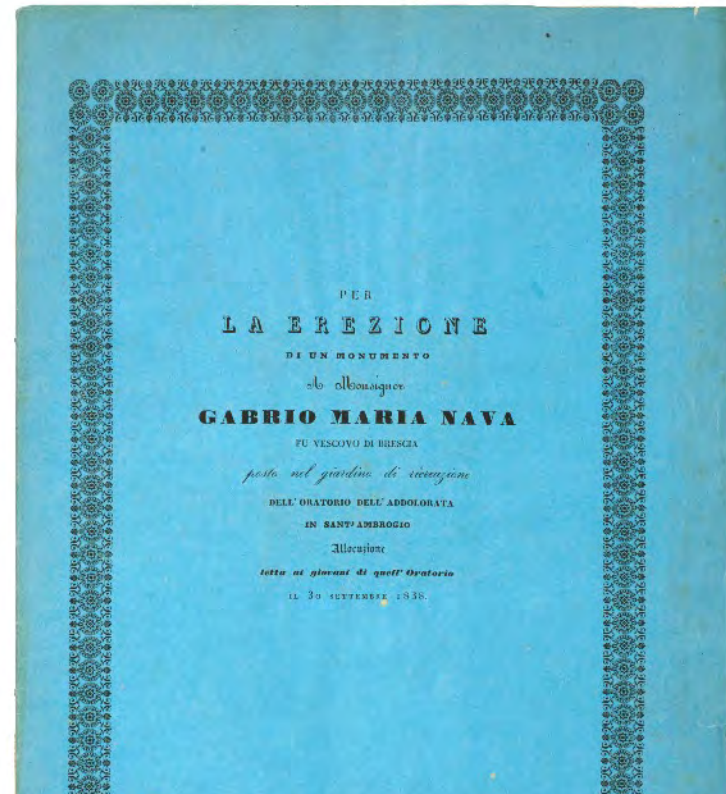 PER
LA EREZIONE
DI UN MONUMENTO
A Monsignor
GABRIO MARIA NAVA
FU VESCOVO DI BRESCIA
posto nel giardino di ricreazione
DELL' ORATORIO DELL' ADDOLORATA
IN SANT' AMBROGIO
Allocuzione
letta ai giovani di quell' Oratorio
IL 30 SETTEMBRE 1838.